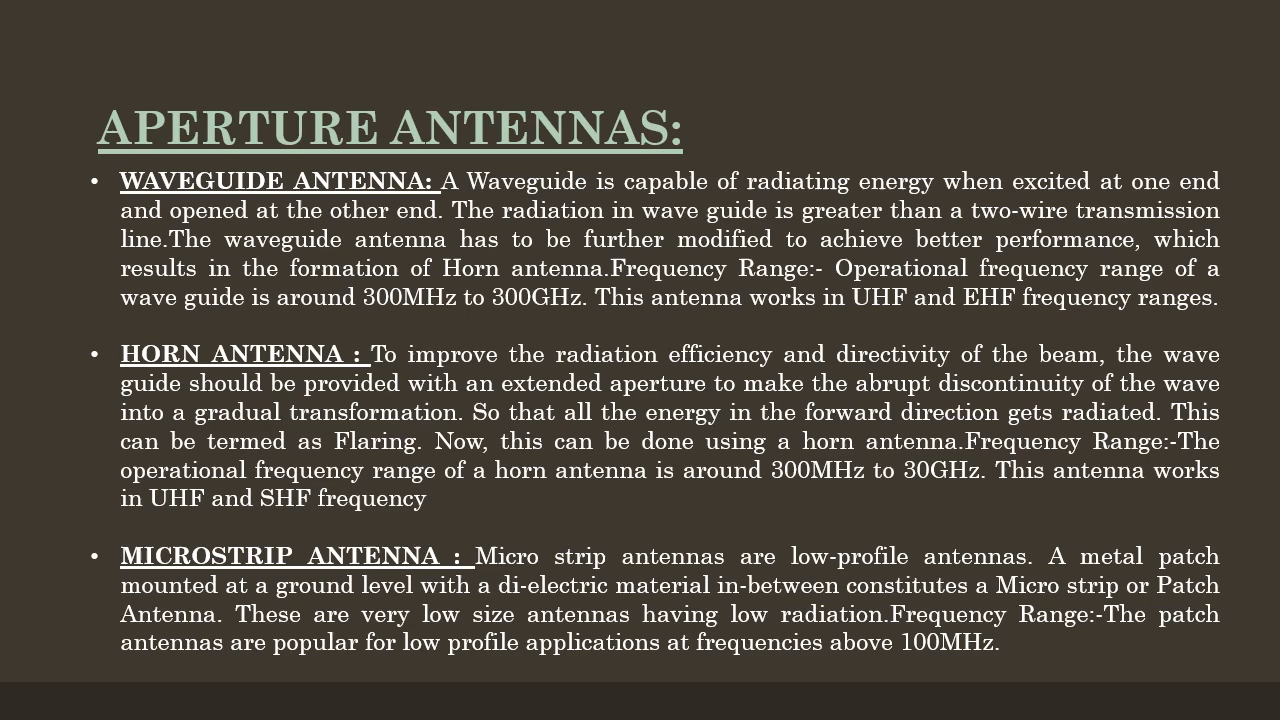 APERTURE ANTENNAS:
• WAVEGUIDE ANTENNA: A Waveguide is capable of radiating energy when excited at one end
and opened at the other end. The radiation in wave guide is greater than a two-wire transmission
line.The waveguide antenna has to be further modified to achieve better performance, which
results in the formation of Horn antenna.Frequency Range:- Operational frequency range of a
wave guide is around 300MHz to 300GHz. This antenna works in UHF and EHF frequency ranges.
• HORN ANTENNA : To improve the radiation efficiency and directivity of the beam, the wave
guide should be provided with an extended aperture to make the abrupt discontinuity of the wave
into a gradual transformation. So that all the energy in the forward direction gets radiated. This
can be termed as Flaring. Now, this can be done using a horn antenna.Frequency Range:-The
operational frequency range of a horn antenna is around 300MHz to 30GHz. This antenna works
in UHF and SHF frequency
• MICROSTRIP ANTENNA : Micro strip antennas are low-profile antennas. A metal patch
mounted at a ground level with a di-electric material in-between constitutes a Micro strip or Patch
Antenna. These are very low size antennas having low radiation.Frequency Range:-The patch
antennas are popular for low profile applications at frequencies above 100MHz.